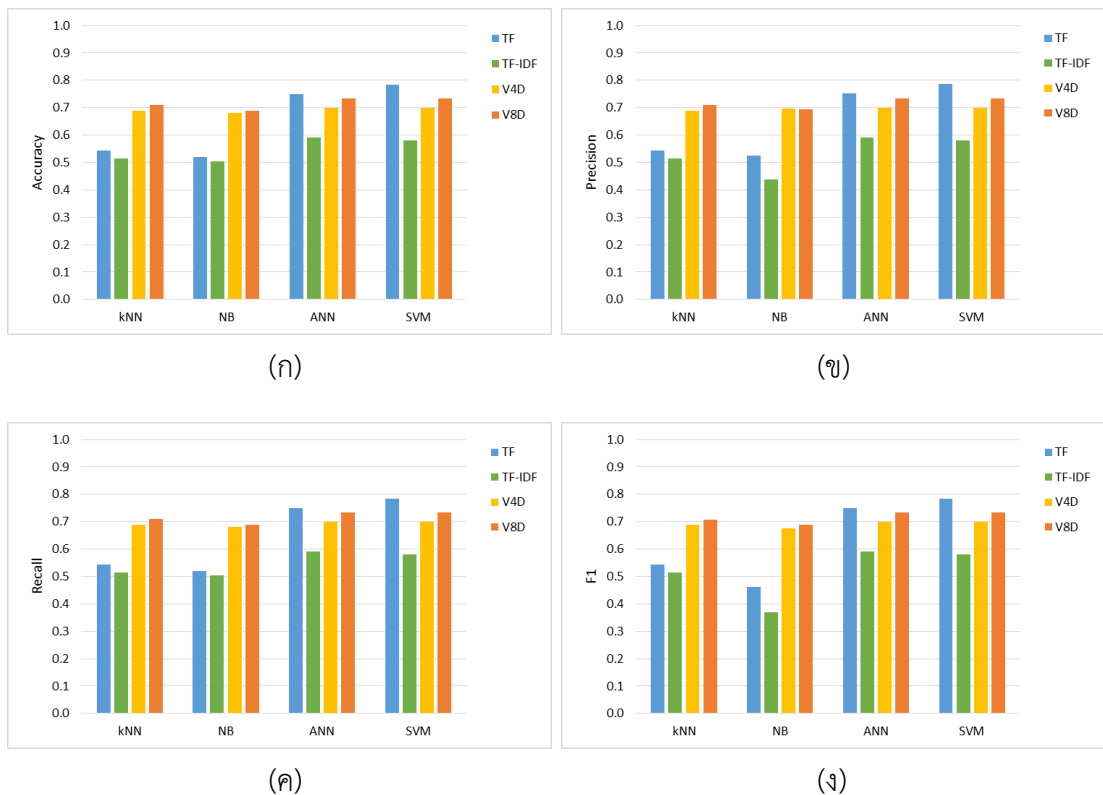 1.0
0.9
0.8
0.7
0.6
0.5
0.4
0.3
0.2
0.1
0.0
Accuracy
kNN NB ANN SVM
TF
TF-IDF
V4D
V8D
(ก)
1.0
0.9
0.8
0.7
0.6
0.5
0.4
0.3
0.2
0.1
0.0
Precision
kNN NB ANN SVM
TF
TF-IDF
V4D
V8D
(ข)
1.0
0.9
0.8
0.7
0.6
0.5
0.4
0.3
0.2
0.1
0.0
Recall
kNN NB ANN SVM
TF
TF-IDF
V4D
V8D
(ค)
1.0
0.9
0.8
0.7
0.6
0.5
0.4
0.3
0.2
0.1
0.0
F1
kNN NB ANN SVM
TF
TF-IDF
V4D
V8D
(ง)